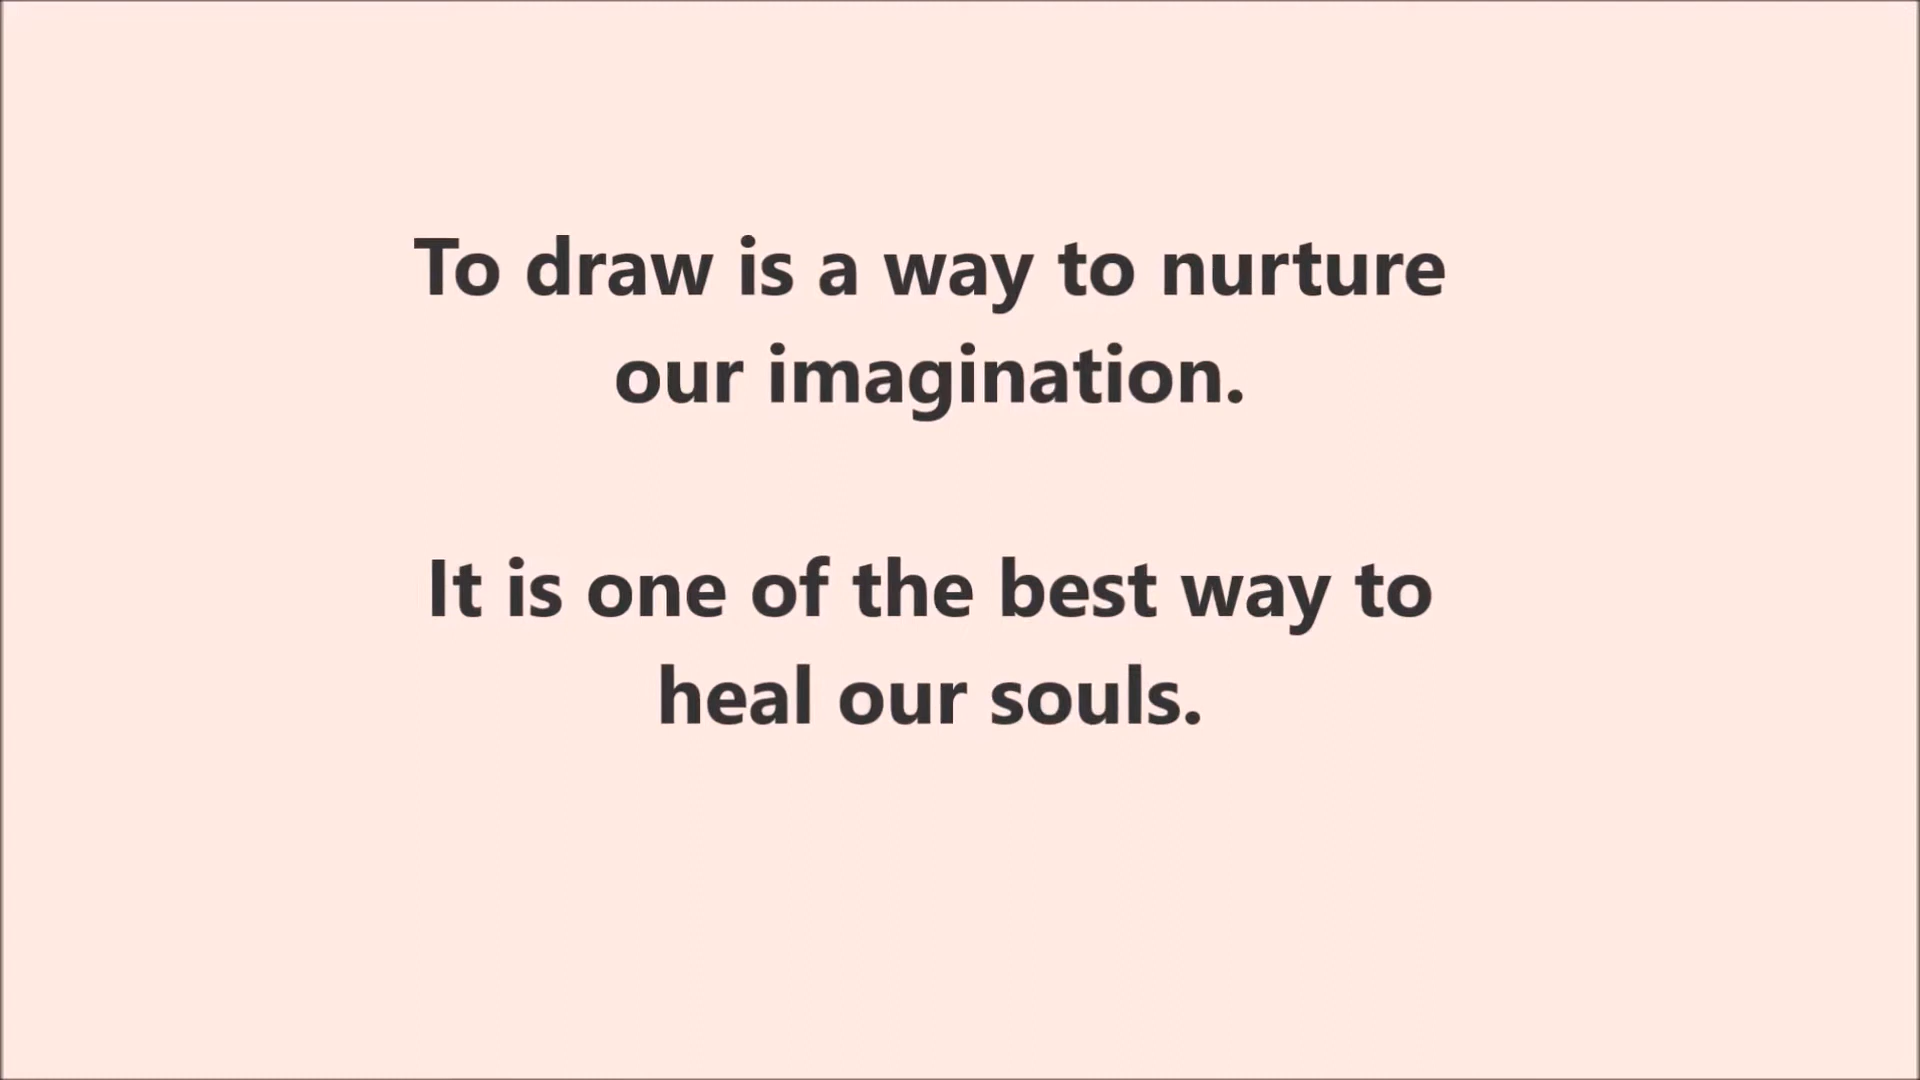 To draw is a way to nurture
our imagination.
It is one of the best way to
heal our souls.